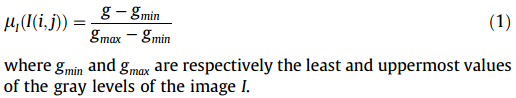 μ_I(I(i,j)) = (g − g_min) / (g_max − g_min) (1)
where g_min and g_max are respectively the least and uppermost values
of the gray levels of the image I.